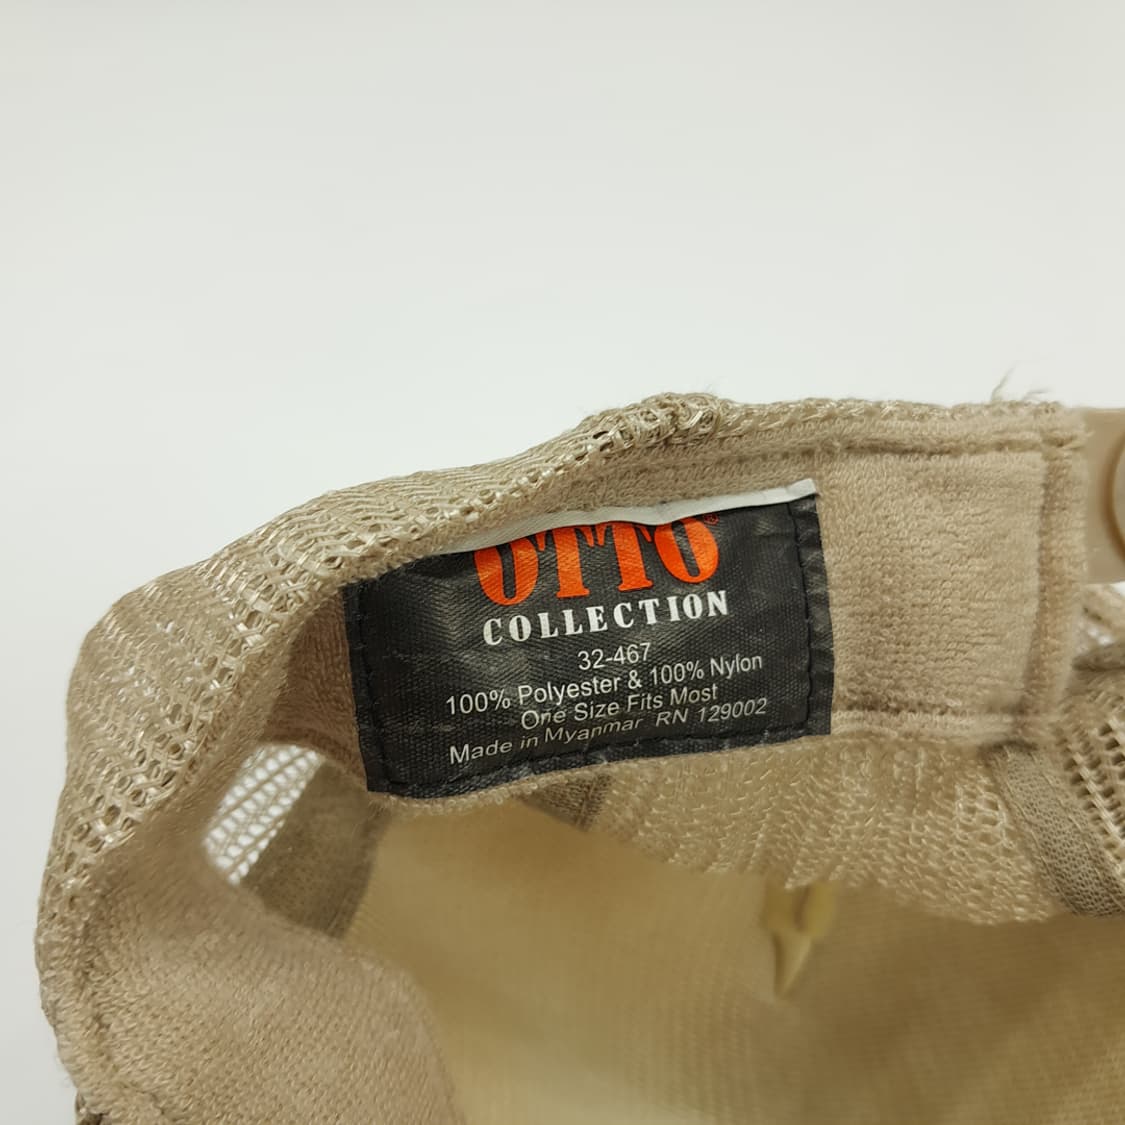 OTTO®
COLLECTION
32-467
100% Polyester & 100% Nylon
One Size Fits Most
Made in Myanmar RN 129002